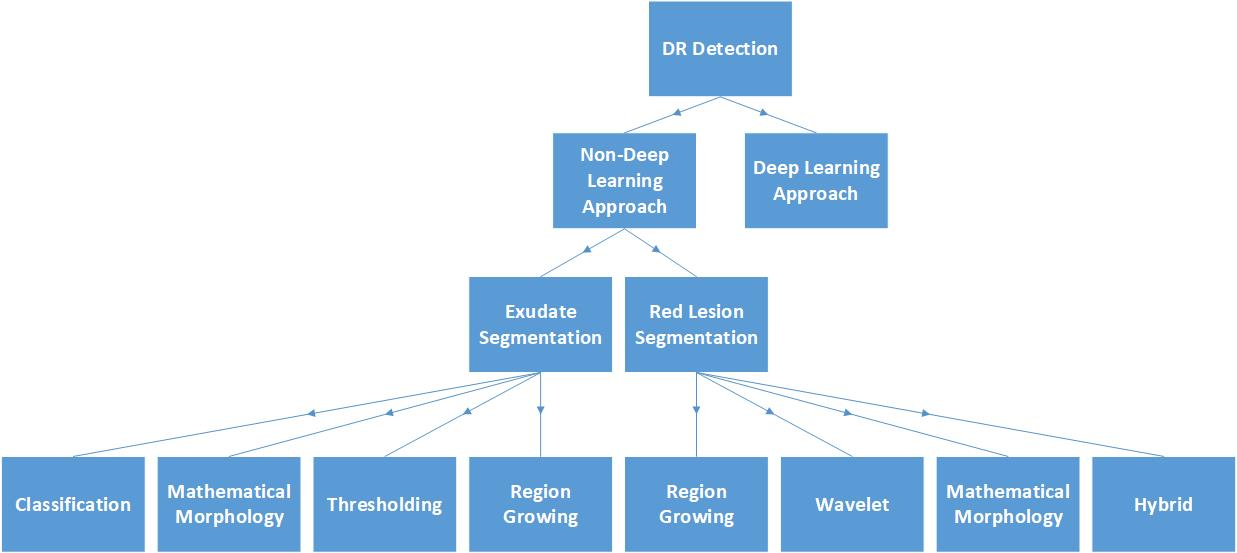 DR Detection
Non-Deep
Learning
Approach
Deep Learning
Approach
Exudate
Segmentation
Red Lesion
Segmentation
Classification
Mathematical
Morphology
Thresholding
Region
Growing
Region
Growing
Wavelet
Mathematical
Morphology
Hybrid